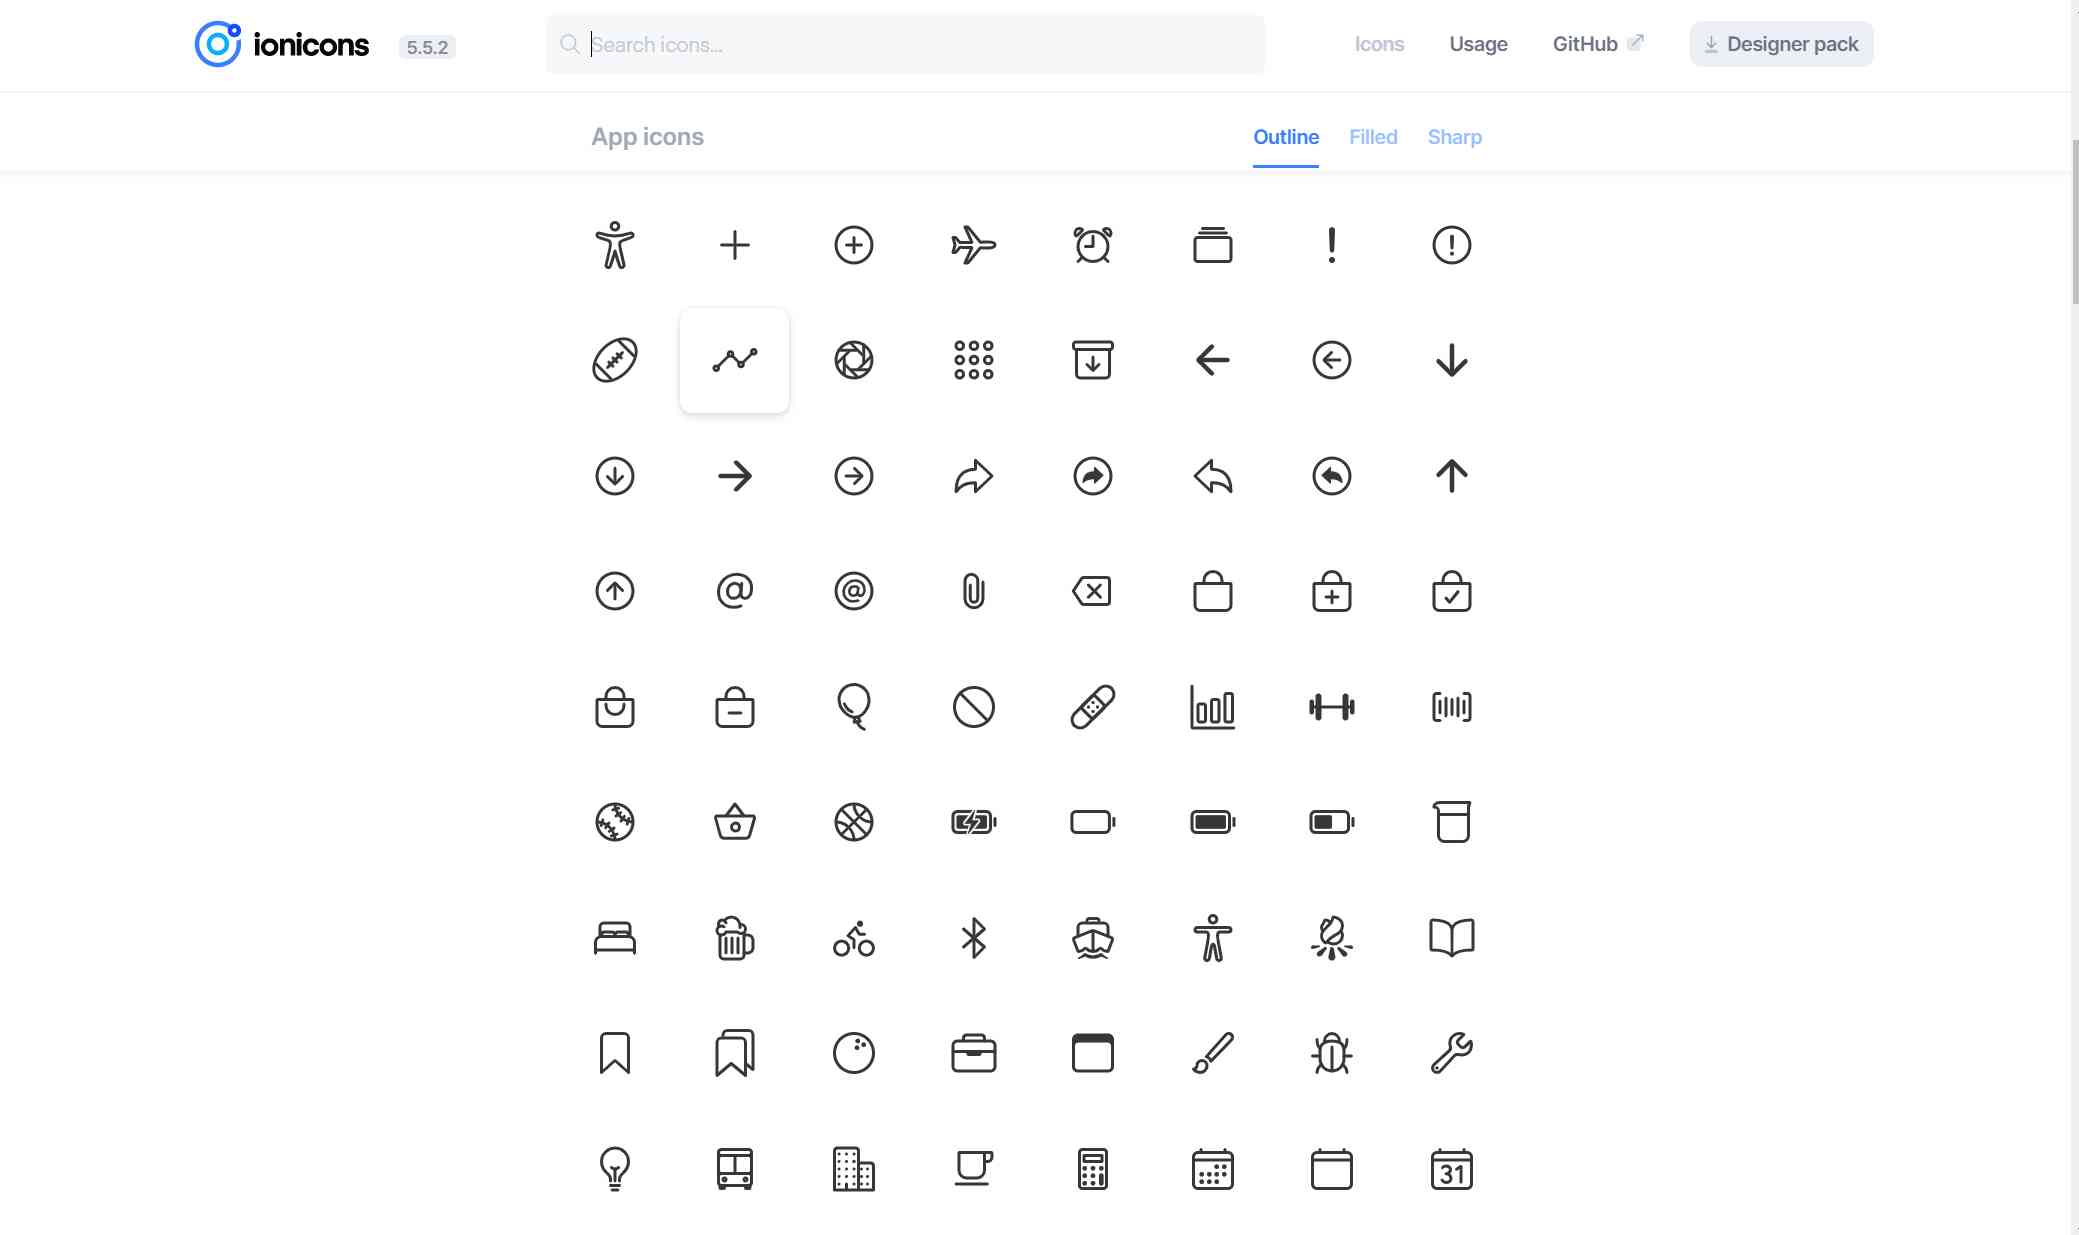 ionicons
5.5.2
Search icons...
Icons
Usage
GitHub
Designer pack
App icons
Outline
Filled
Sharp
31